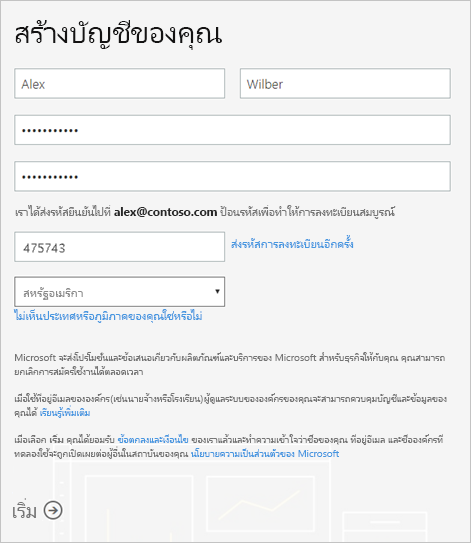 สร้างบัญชีของคุณ
Alex Wilber
•••••••••••
•••••••••••
เราได้ส่งรหัสยืนยันไปที่ alex@contoso.com ป้อนรหัสเพื่อทำให้การลงทะเบียนสมบูรณ์
475743 ส่งรหัสการลงทะเบียนอีกครั้ง
สหรัฐอเมริกา
ไม่เห็นประเทศหรือภูมิภาคของคุณใช่หรือไม่
Microsoft จะส่งโปรโมชันและข้อเสนอเกี่ยวกับผลิตภัณฑ์และบริการของ Microsoft สำหรับธุรกิจให้กับคุณ คุณสามารถ
ยกเลิกการสมัครใช้งานได้ตลอดเวลา
เมื่อใช้ที่อยู่อีเมลขององค์กร(เช่นนายจ้างหรือโรงเรียน)ผู้ดูแลระบบขององค์กรของคุณจะสามารถควบคุมบัญชีและข้อมูลของ
คุณได้ เรียนรู้เพิ่มเติม
เมื่อเลือก เริ่ม คุณได้ยอมรับ ข้อตกลงและเงื่อนไข ของเราแล้วและทำความเข้าใจว่าชื่อของคุณ ที่อยู่อีเมล และชื่อองค์กรที่
ทดลองใช้จะถูกเปิดเผยต่อผู้อื่นในสถาบันของคุณ นโยบายความเป็นส่วนตัวของ Microsoft
เริ่ม